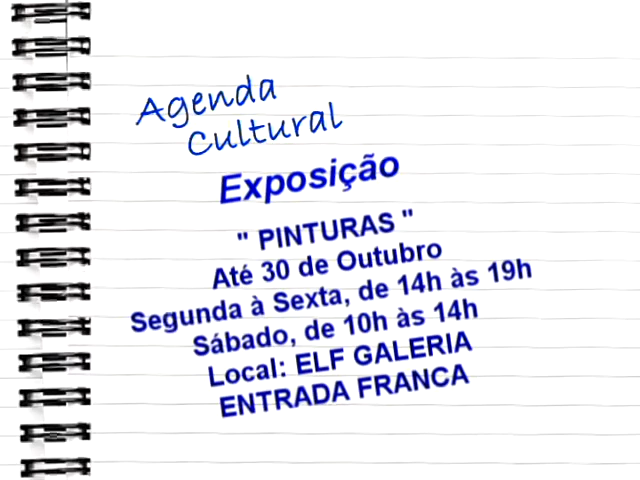 Agenda
Cultural
Exposição
" PINTURAS "
Até 30 de Outubro
Segunda à Sexta, de 14h às 19h
Sábado, de 10h às 14h
Local: ELF GALERIA
ENTRADA FRANCA